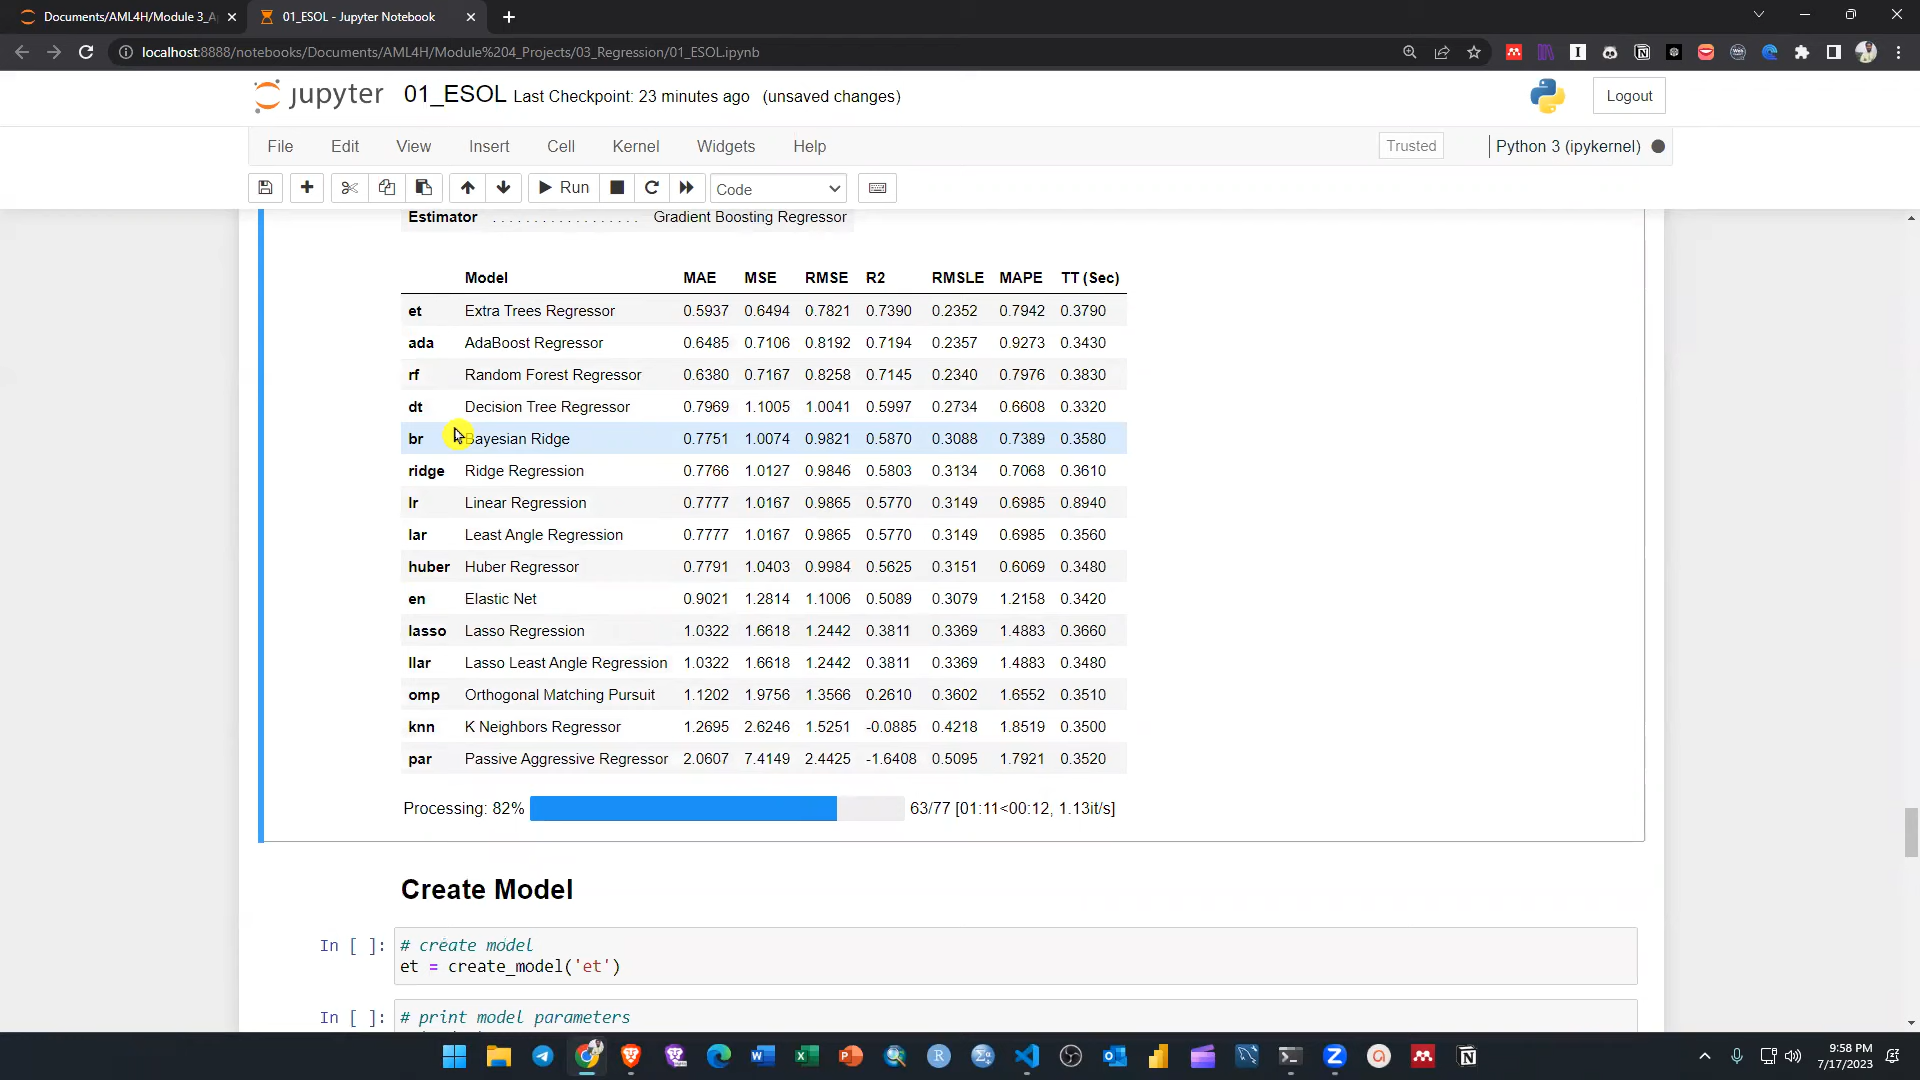 Documents/AML4H/Module 3_A
01_ESOL - Jupyter Notebook
localhost:8888/notebooks/Documents/AML4H/Module%204_Projects/03_Regression/01_ESOL.ipynb
jupyter 01_ESOL Last Checkpoint: 23 minutes ago (unsaved changes)
Logout
File Edit View Insert Cell Kernel Widgets Help
Trusted Python 3 (ipykernel)
Run Code
Estimator . . . . . . . . . . . . . . . . . . Gradient Boosting Regressor
Model MAE MSE RMSE R2 RMSLE MAPE TT (Sec)
et Extra Trees Regressor 0.5937 0.6494 0.7821 0.7390 0.2352 0.7942 0.3790
ada AdaBoost Regressor 0.6485 0.7106 0.8192 0.7194 0.2357 0.9273 0.3430
rf Random Forest Regressor 0.6380 0.7167 0.8258 0.7145 0.2340 0.7976 0.3830
dt Decision Tree Regressor 0.7969 1.1005 1.0041 0.5997 0.2734 0.6608 0.3320
br Bayesian Ridge 0.7751 1.0074 0.9821 0.5870 0.3088 0.7389 0.3580
ridge Ridge Regression 0.7766 1.0127 0.9846 0.5803 0.3134 0.7068 0.3610
lr Linear Regression 0.7777 1.0167 0.9865 0.5770 0.3149 0.6985 0.8940
lar Least Angle Regression 0.7777 1.0167 0.9865 0.5770 0.3149 0.6985 0.3560
huber Huber Regressor 0.7791 1.0403 0.9984 0.5625 0.3151 0.6069 0.3480
en Elastic Net 0.9021 1.2814 1.1006 0.5089 0.3079 1.2158 0.3420
lasso Lasso Regression 1.0322 1.6618 1.2442 0.3811 0.3369 1.4883 0.3660
llar Lasso Least Angle Regression 1.0322 1.6618 1.2442 0.3811 0.3369 1.4883 0.3480
omp Orthogonal Matching Pursuit 1.1202 1.9756 1.3566 0.2610 0.3602 1.6552 0.3510
knn K Neighbors Regressor 1.2695 2.6246 1.5251 -0.0885 0.4218 1.8519 0.3500
par Passive Aggressive Regressor 2.0607 7.4149 2.4425 -1.6408 0.5095 1.7921 0.3520
Processing: 82% 63/77 [01:11<00:12, 1.13it/s]
Create Model
In [ ]: # create model
et = create_model('et')
In [ ]: # print model parameters
9:58 PM
7/17/2023